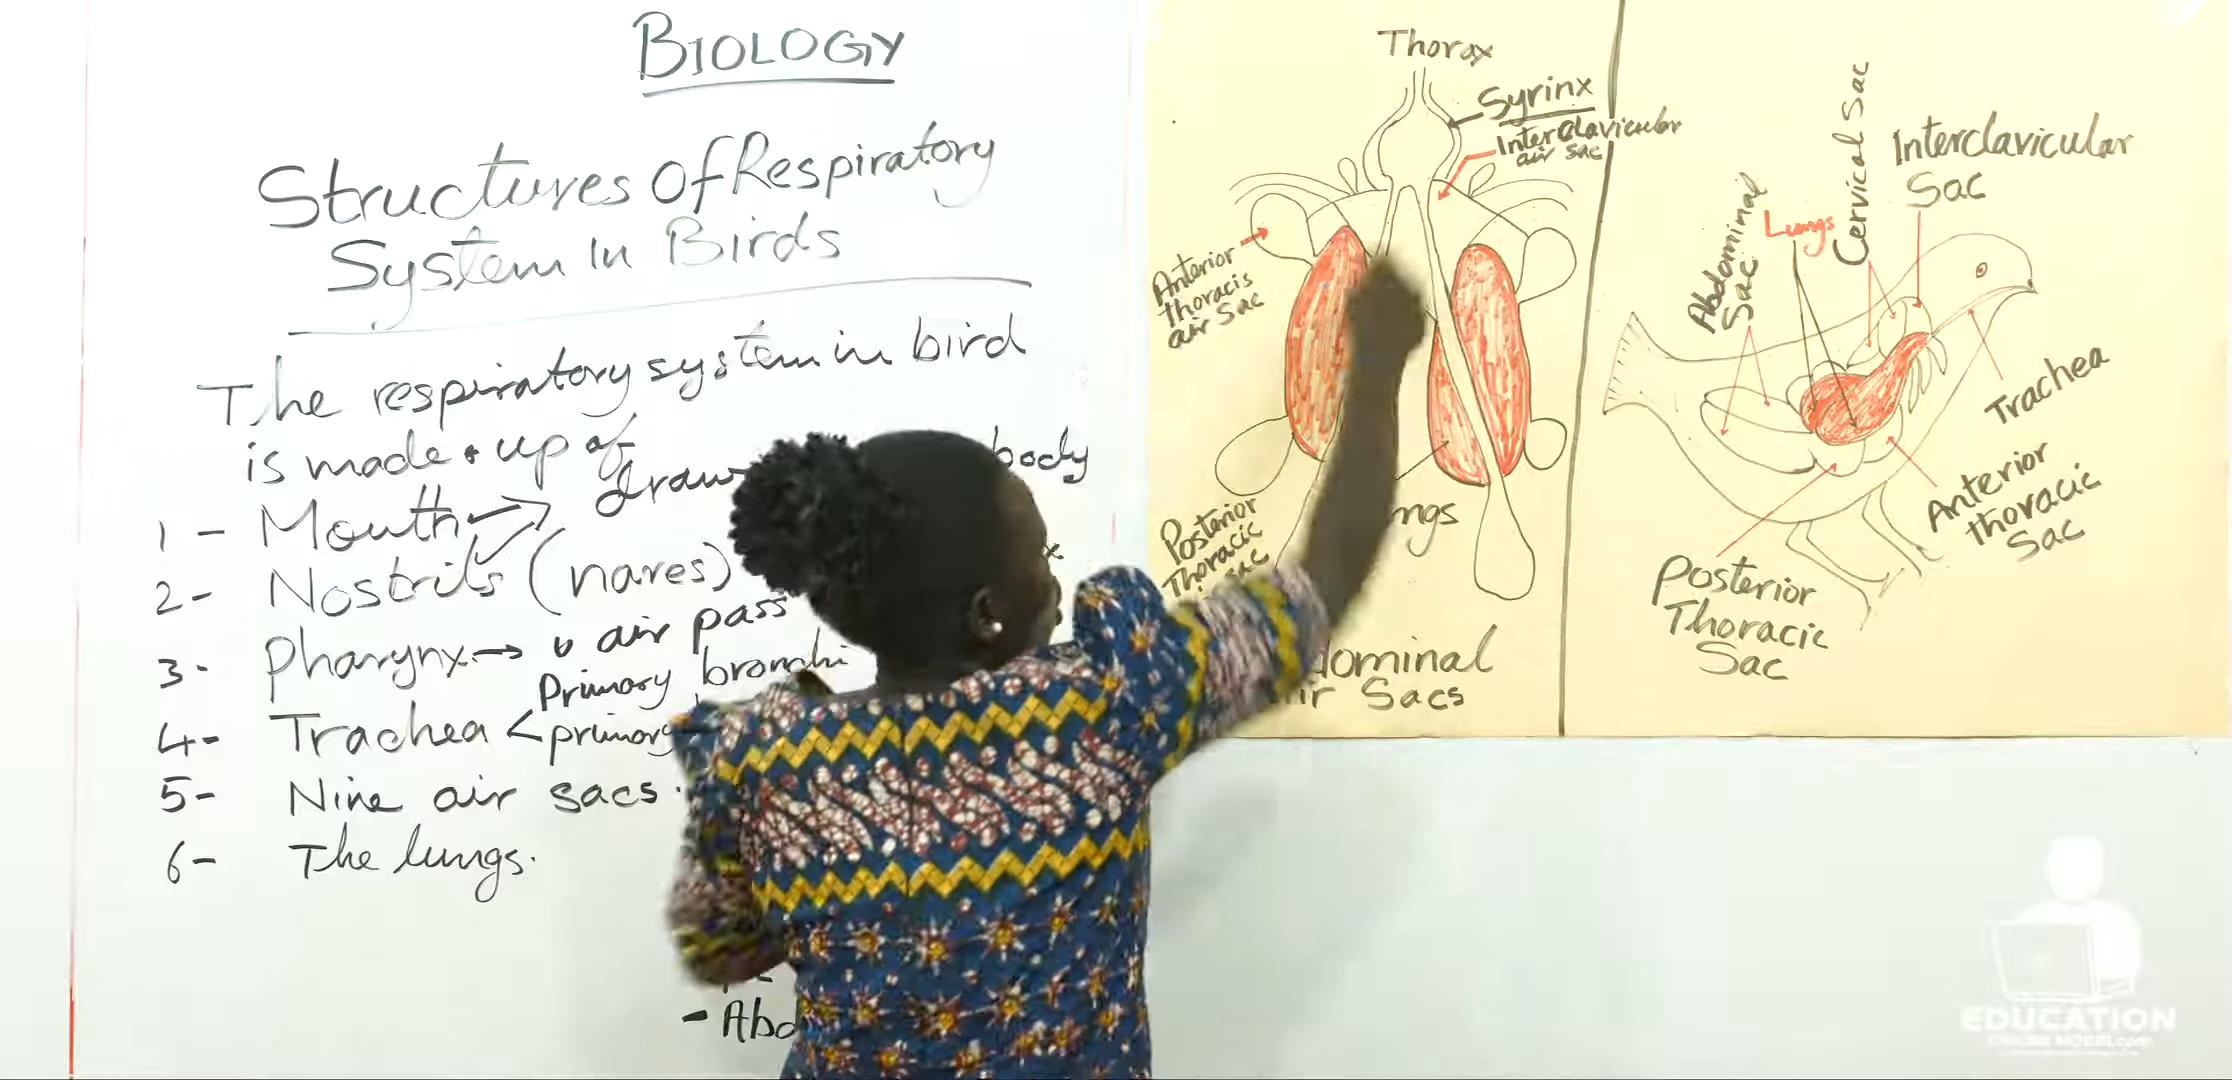 BIOLOGY
Structures Of Respiratory
System In Birds
The respiratory system in bird
is made up of
draw body
1 - Mouth
2 - Nostrils (nares)
3 - Pharynx → air pass
Primary bronchi
4 - Trachea < primary
5 - Nine air sacs.
6 - The lungs.
- Abd
Thorax
Syrinx
Interclavicular
air sac
Anterior
thoracis
air Sac
ngs
Posterior
Thoracic
sac
dominal
ir Sacs
Abdominal
Sac
Lungs
Cervical Sac
Interclavicular
Sac
Trachea
Anterior
thoracic
Sac
Posterior
Thoracic
Sac
EDUCATION